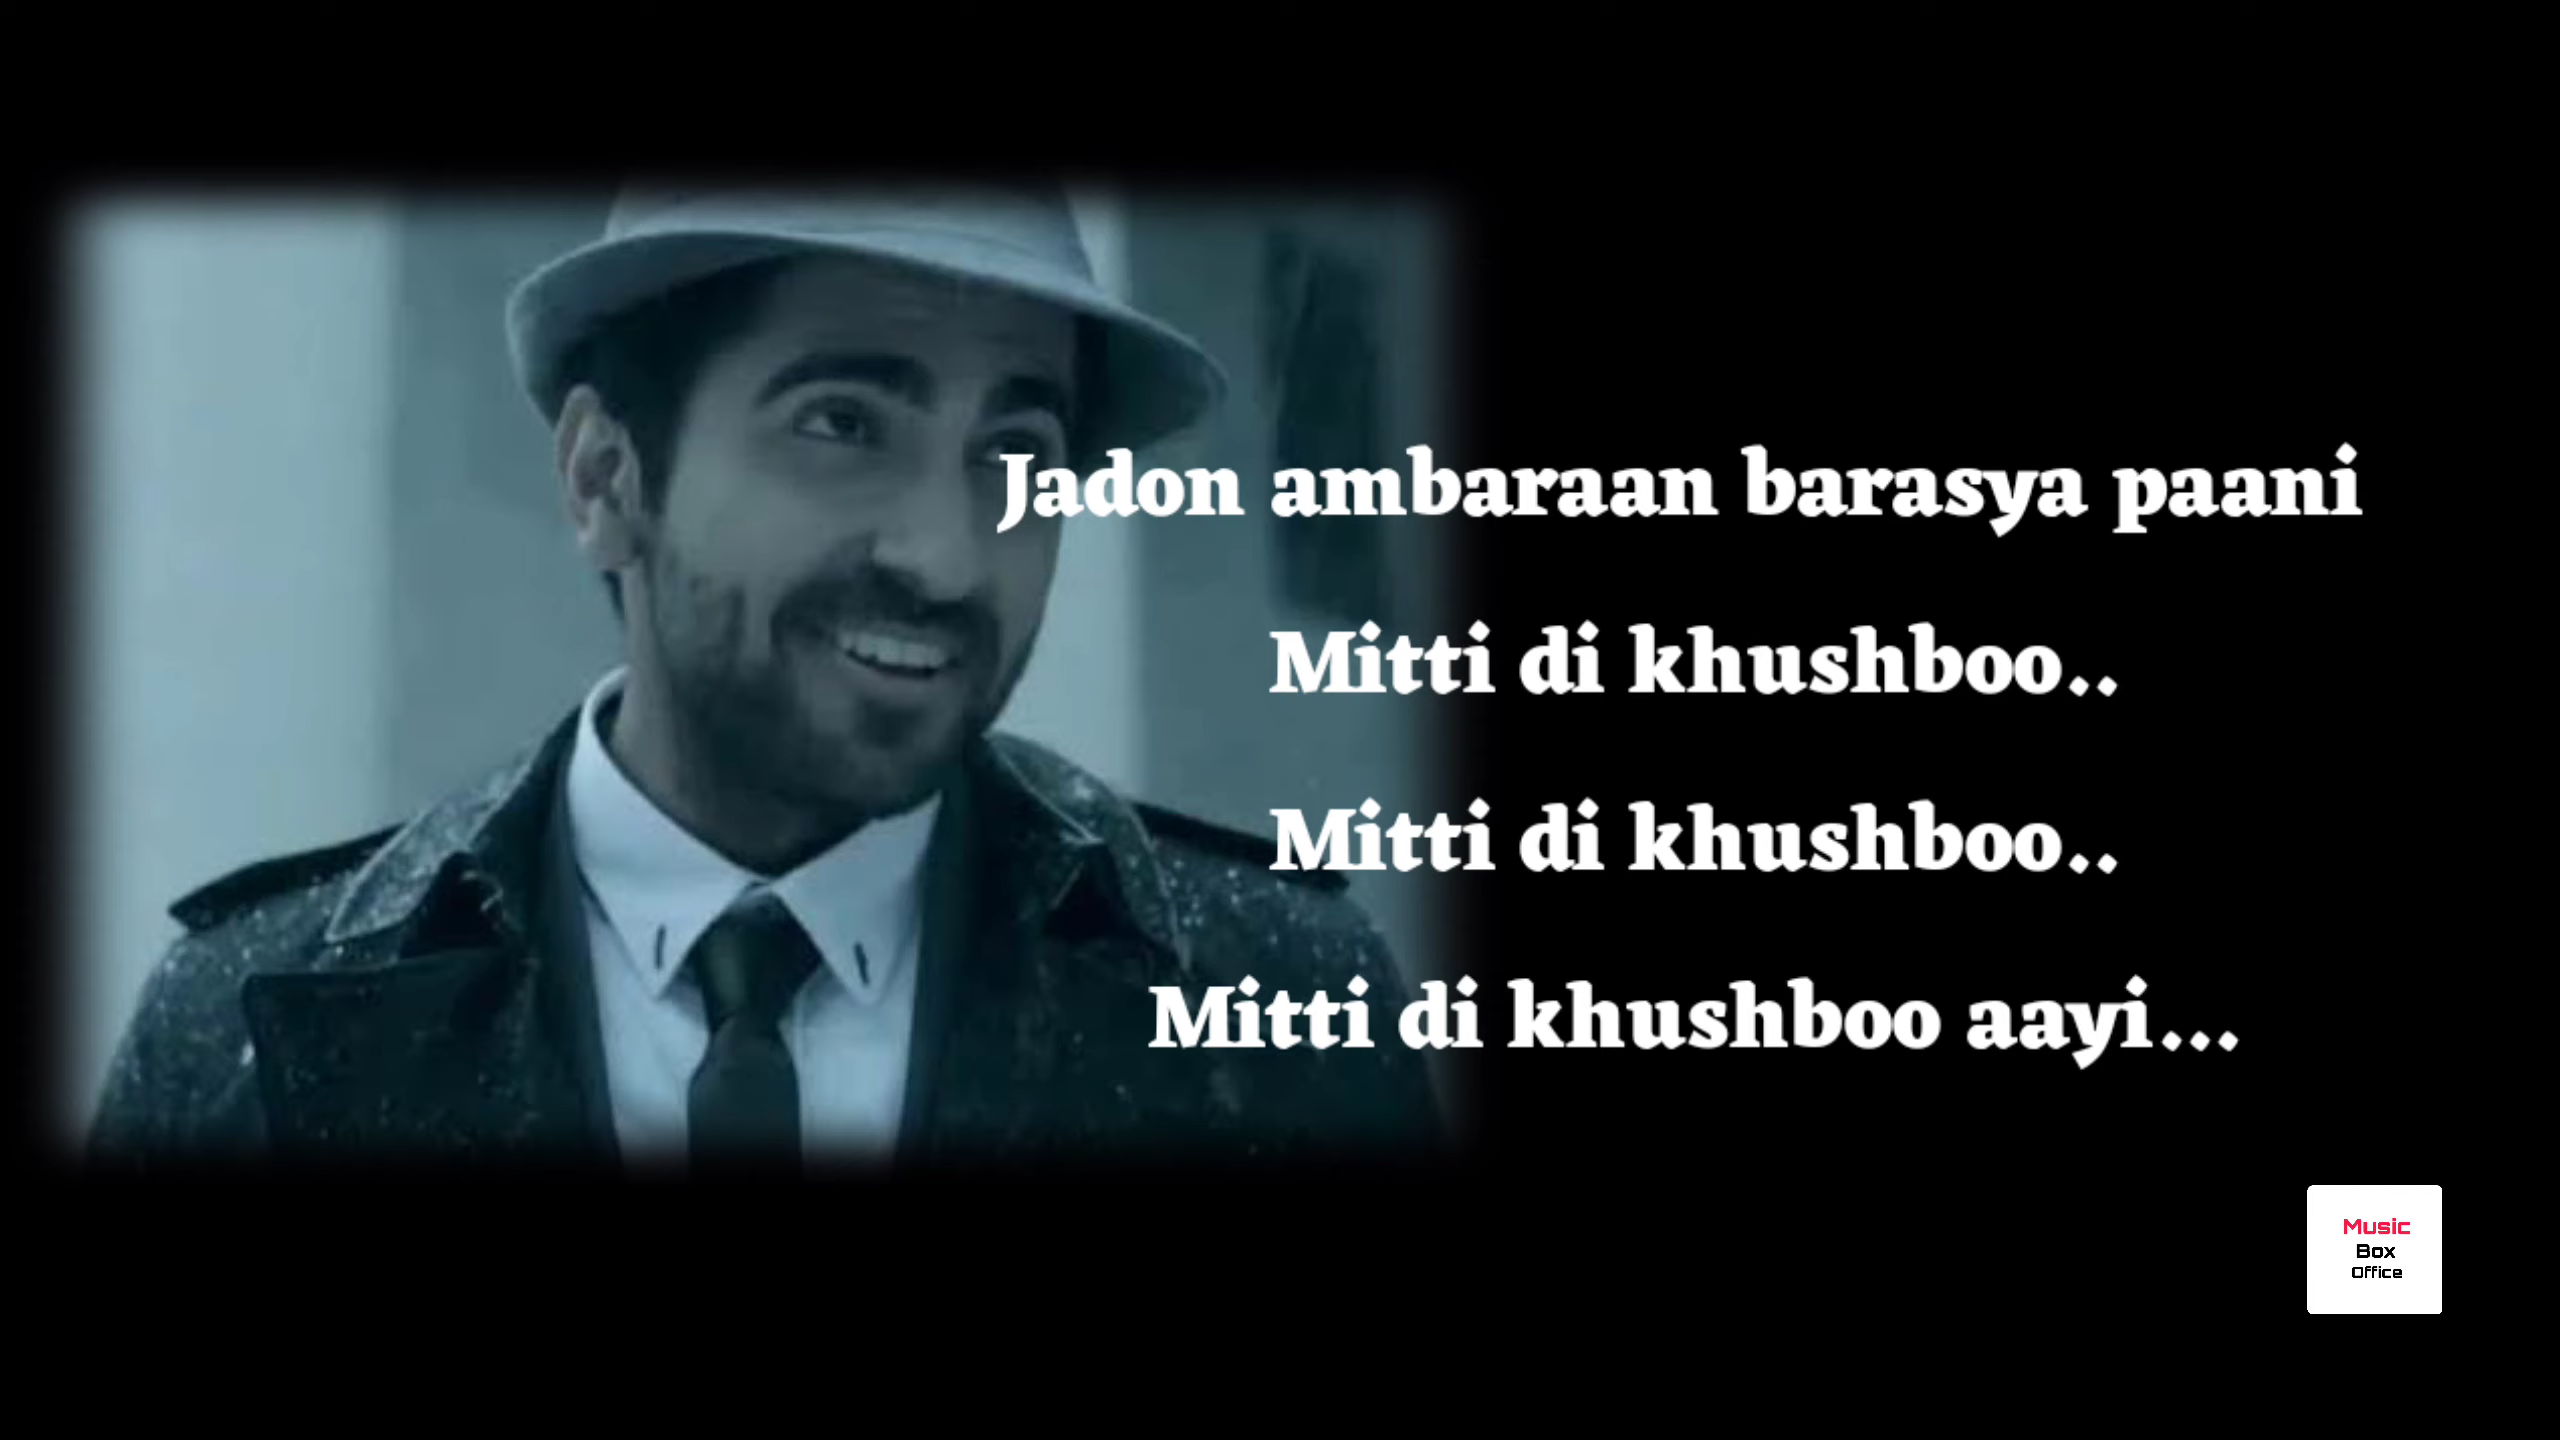 Jadon ambaraan barasya paani
Mitti di khushboo..
Mitti di khushboo..
Mitti di khushboo aayi...
Music
Box
Office